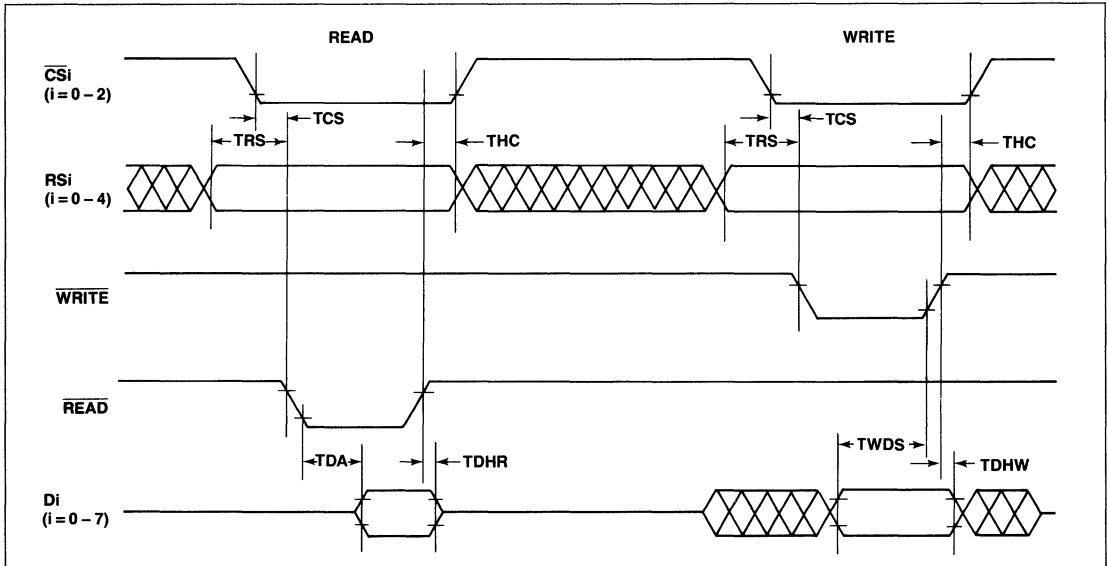 READ
WRITE
CSi
(i = 0 – 2)
TCS
TCS
TRS
THC
TRS
THC
RSi
(i = 0 – 4)
WRITE
READ
TWDS
TDA
TDHR
TDHW
Di
(i = 0 – 7)